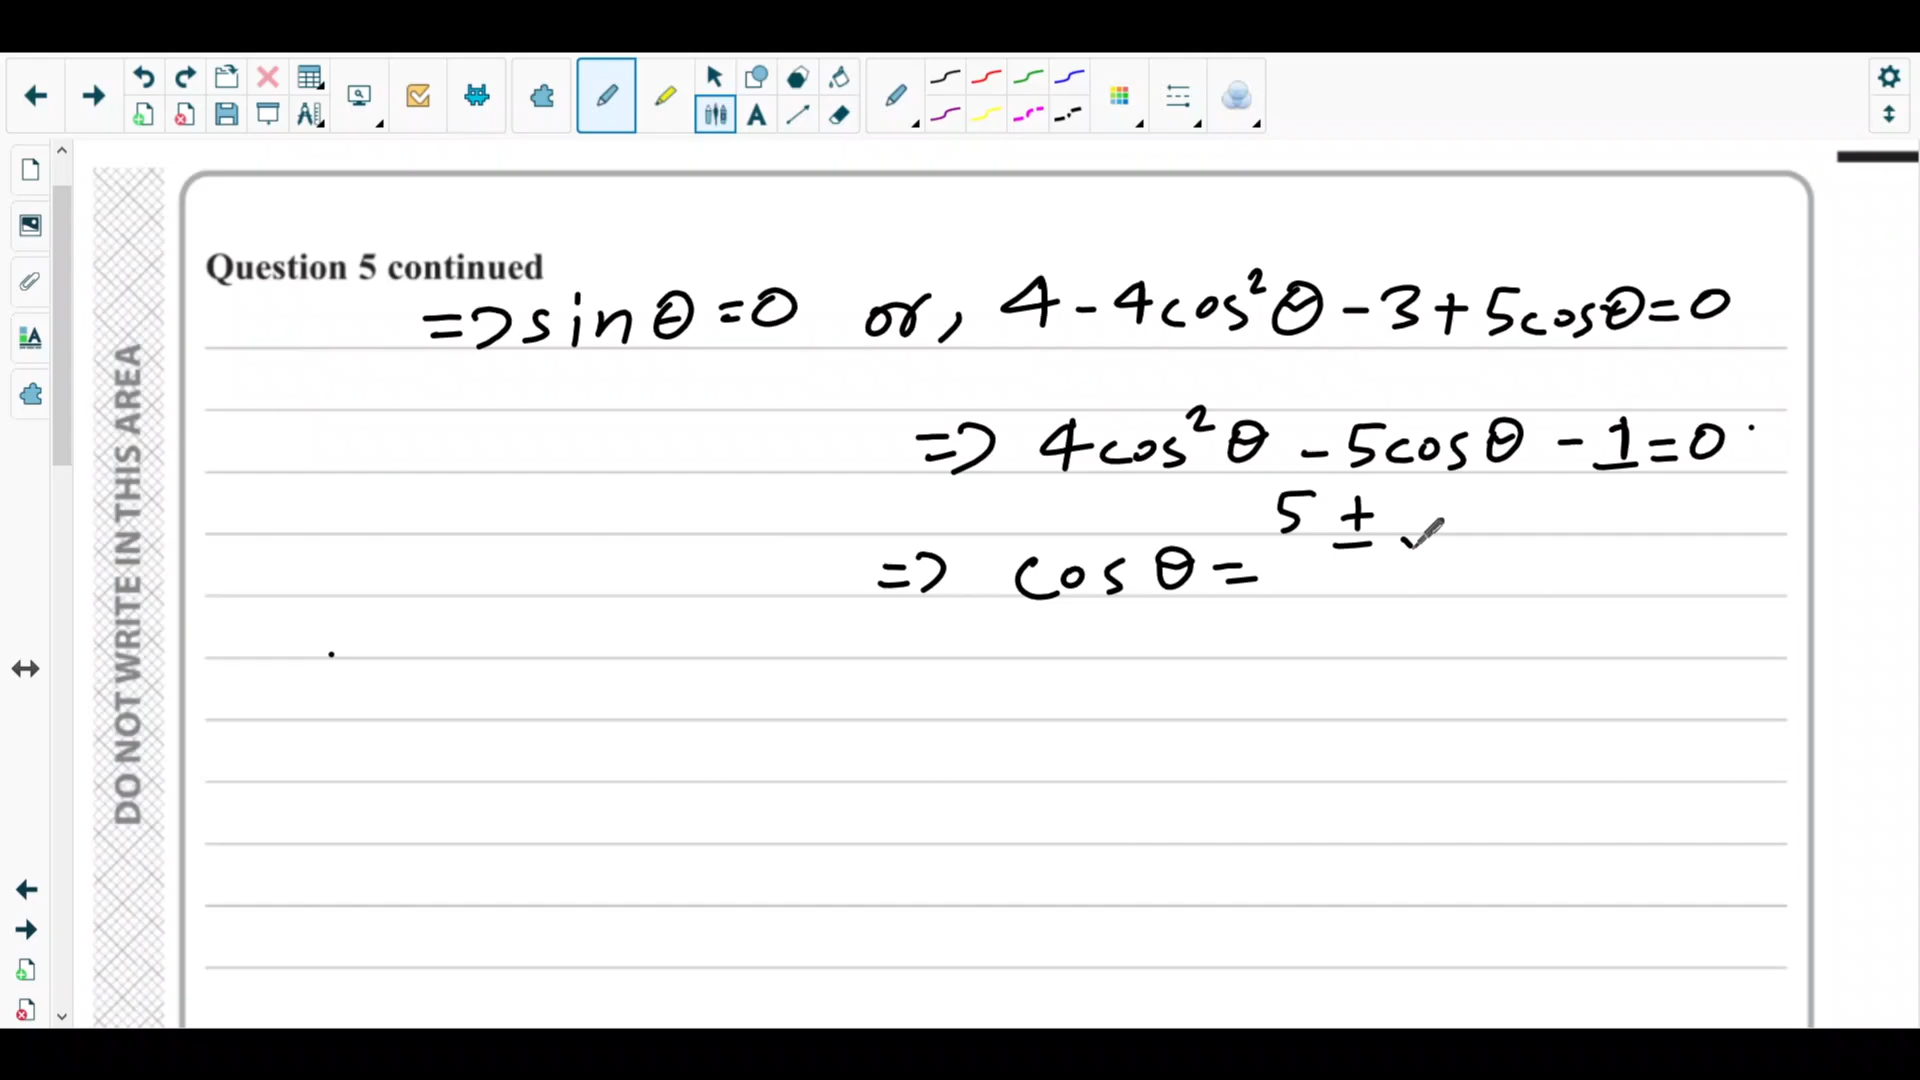 DO NOT WRITE IN THIS AREA
Question 5 continued
=> sin θ = 0 or, 4 - 4cos²θ - 3 + 5cosθ = 0
=> 4cos²θ - 5cosθ - 1 = 0
5 ±
=> cos θ =